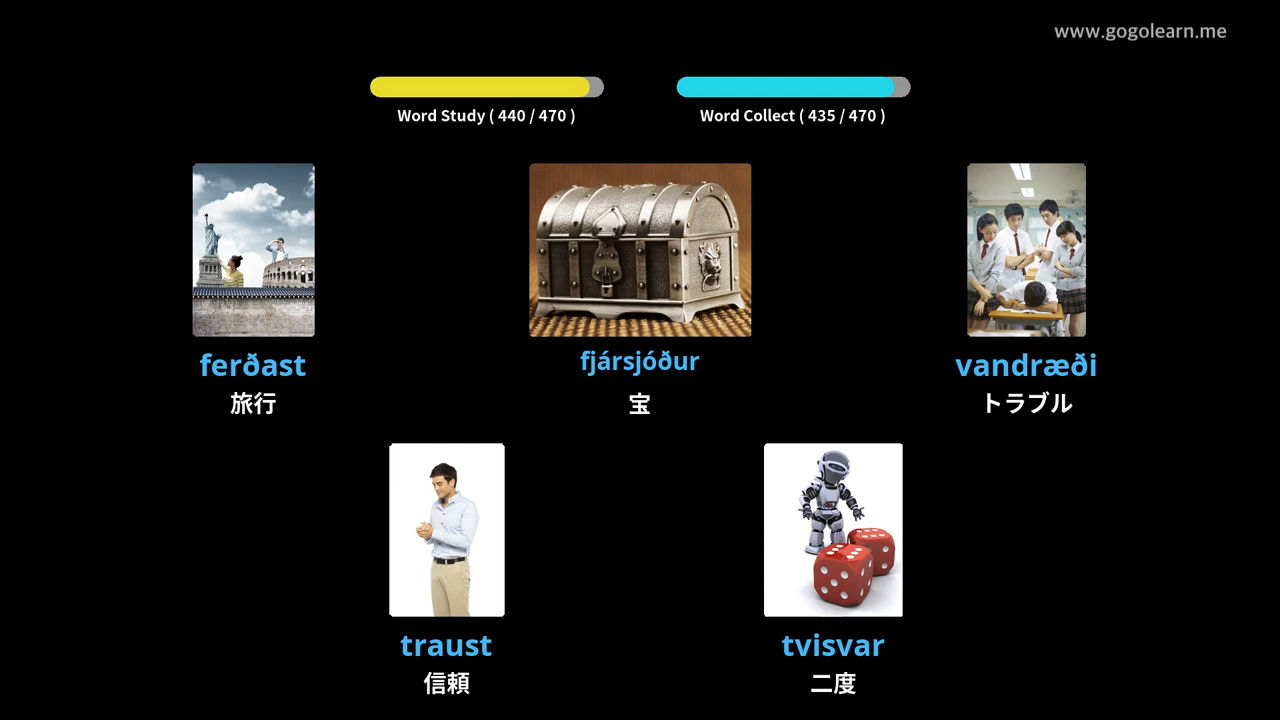 www.gogolearn.me
Word Study ( 440 / 470 )
Word Collect ( 435 / 470 )
ferðast
旅行
fjársjóður
宝
vandræði
トラブル
traust
信頼
tvisvar
二度